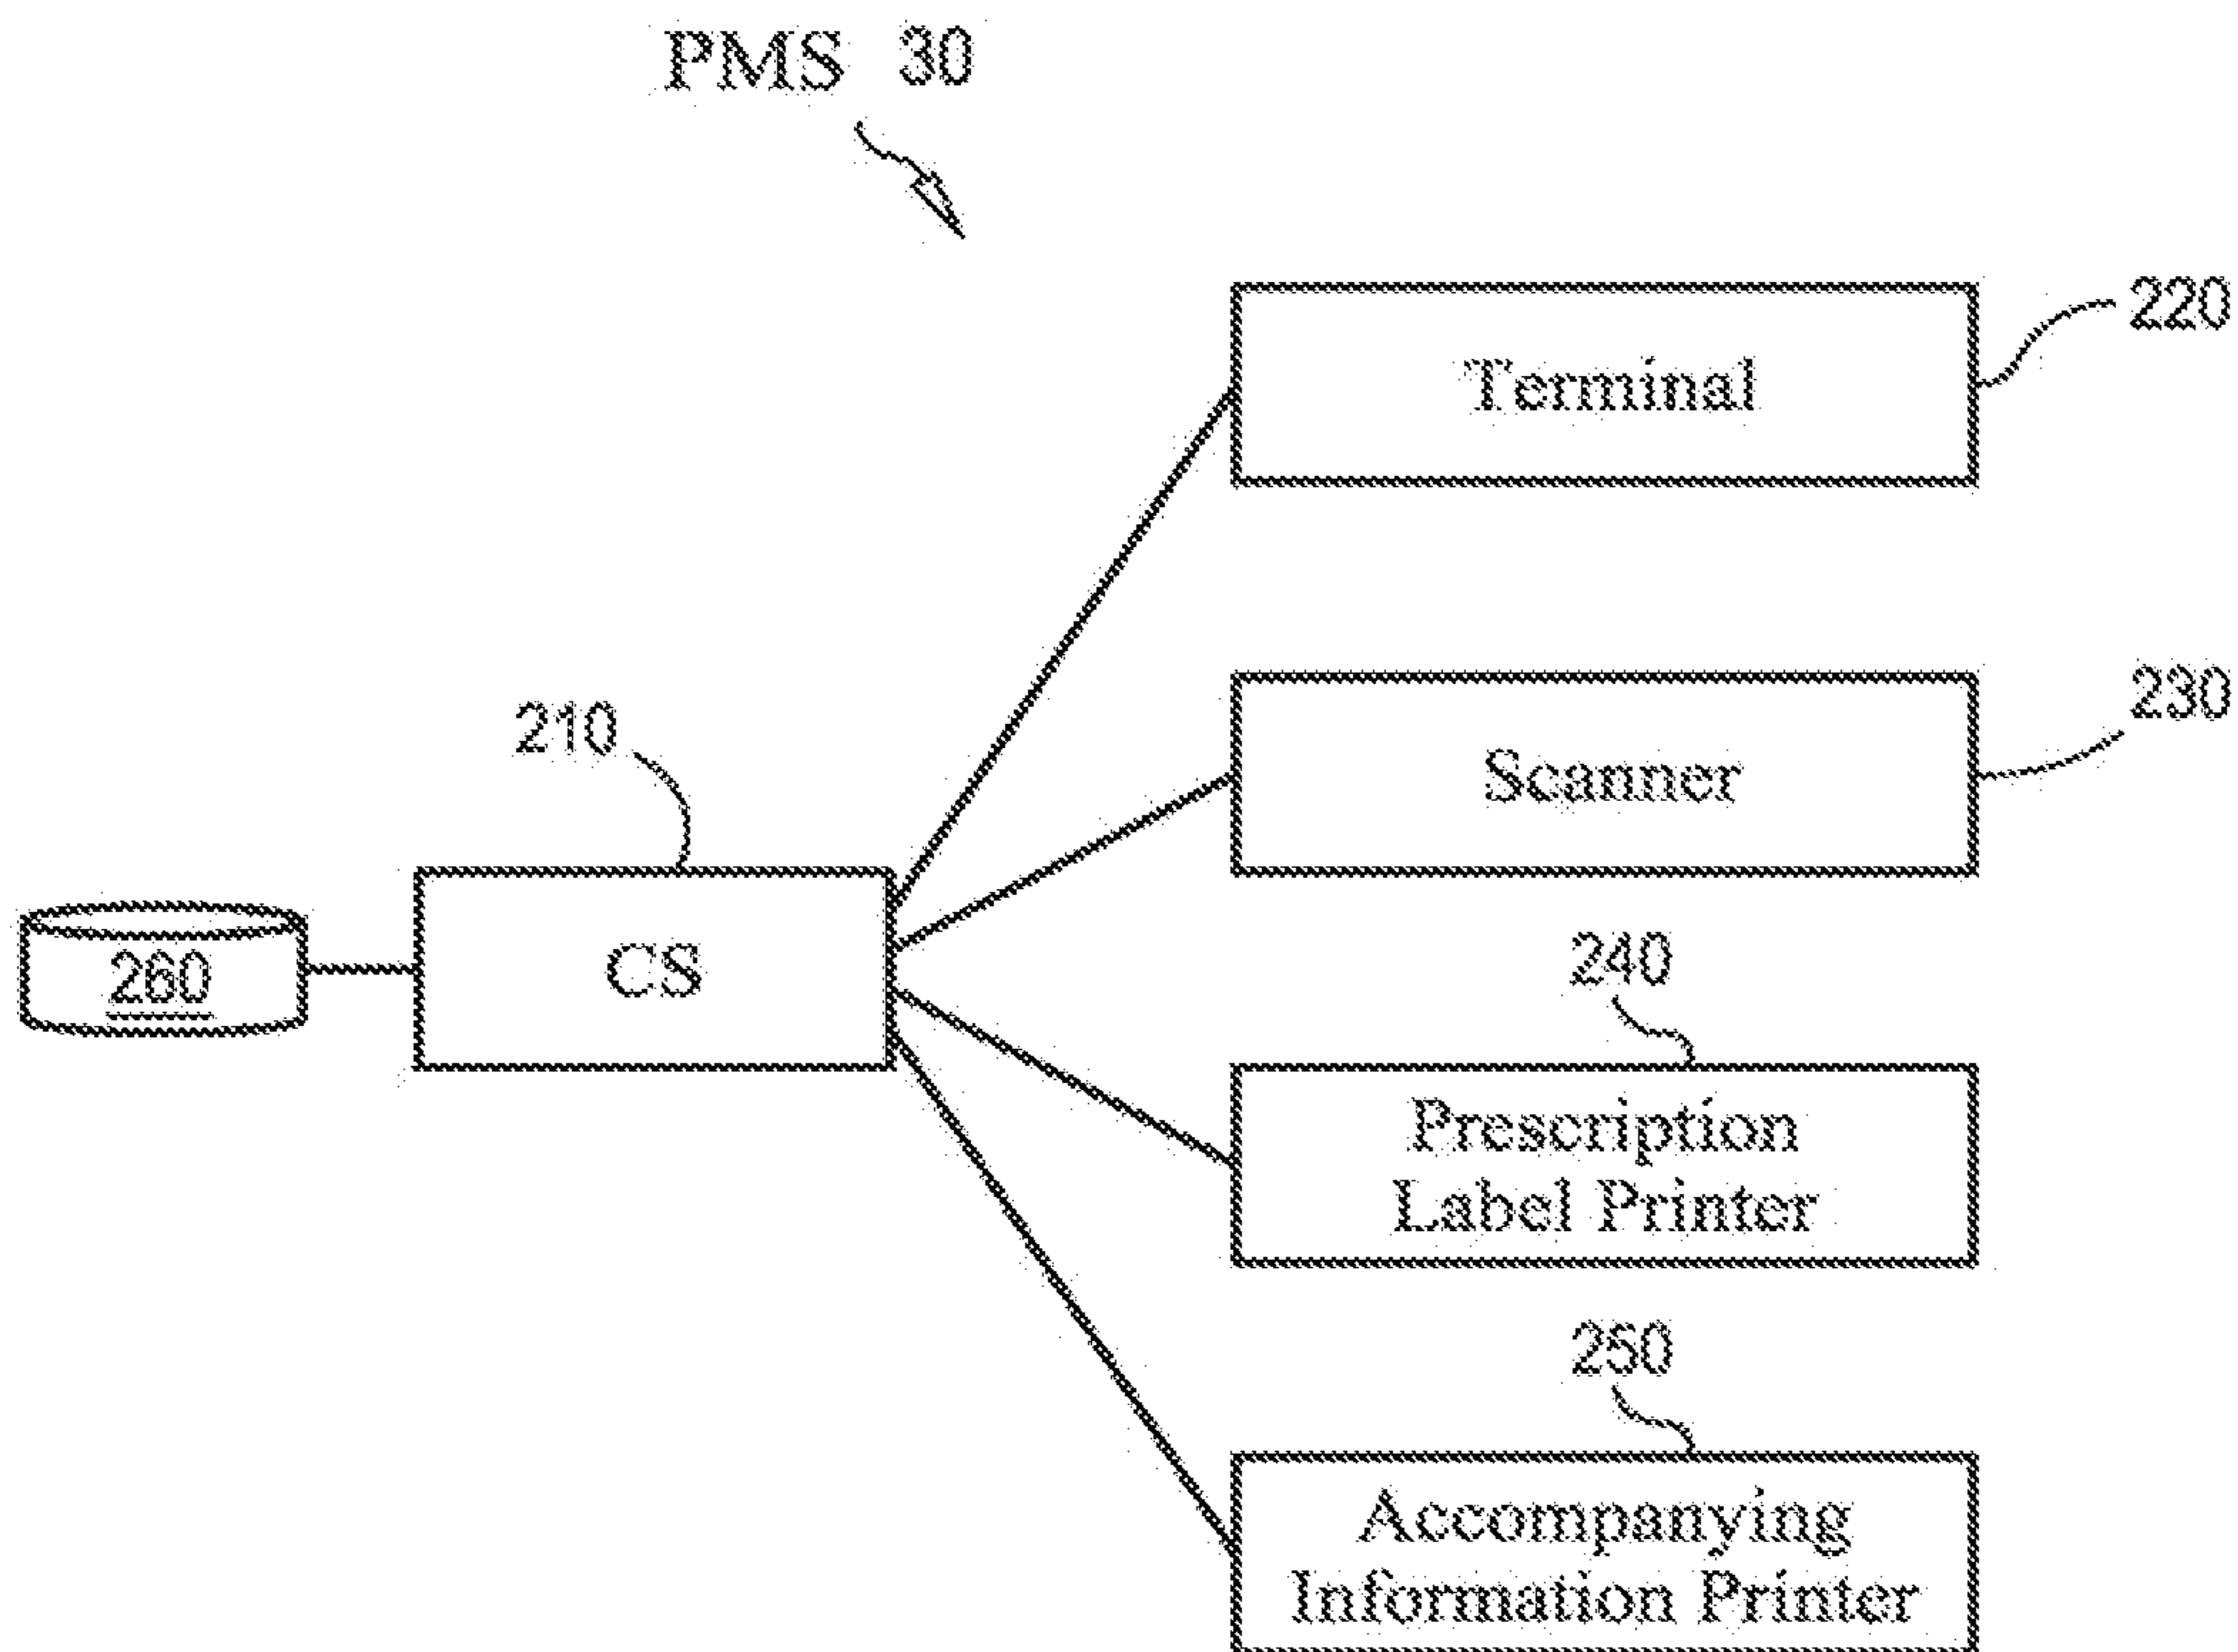 PMS 30
220
Terminal
230
Scanner
210
CS
260
240
Prescription
Label Printer
250
Accompanying
Information Printer